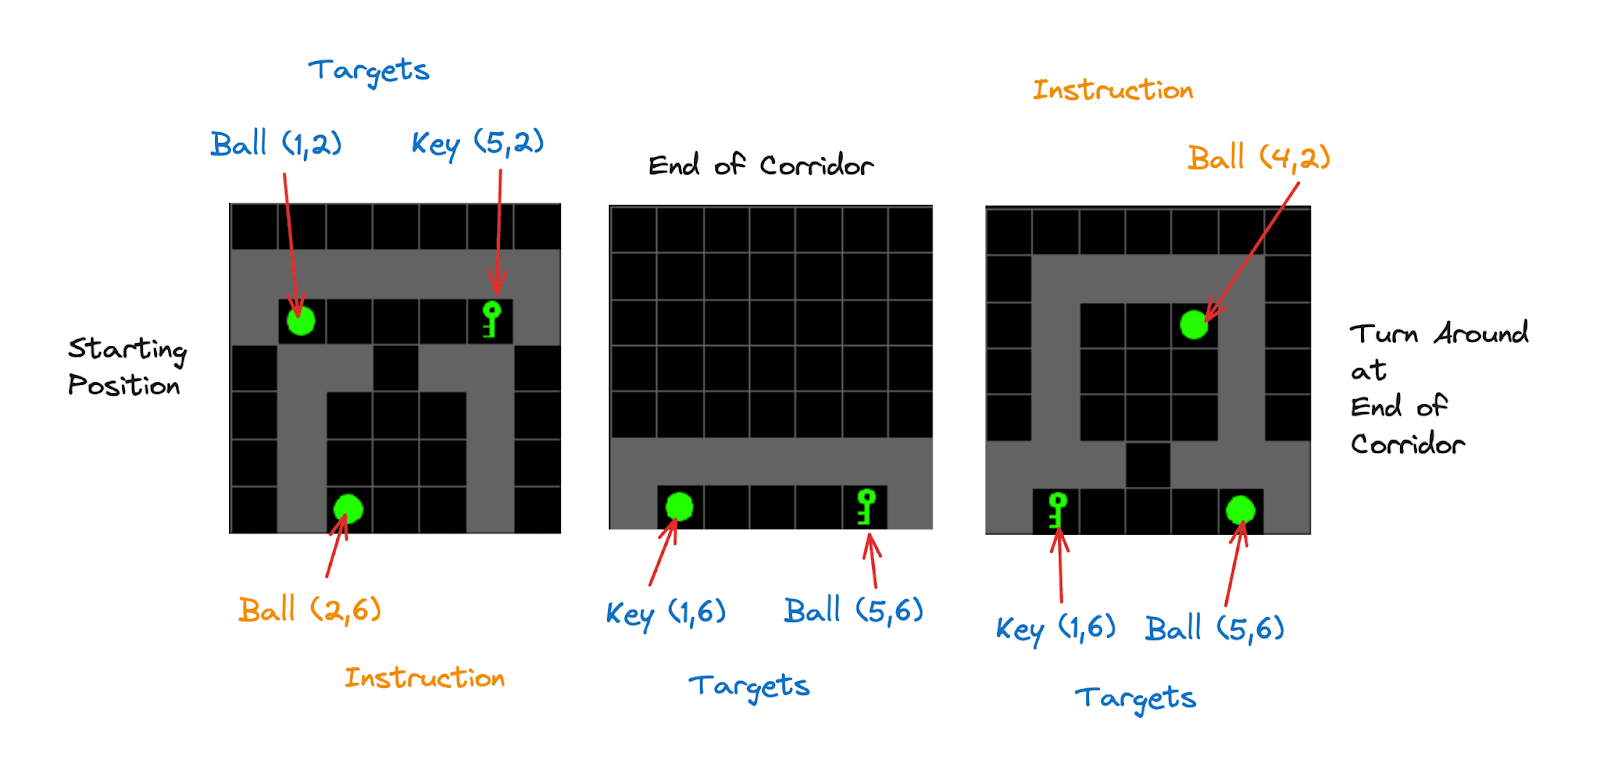 Targets
Ball (1,2)
Key (5,2)
Starting
Position
Ball (2,6)
Instruction
End of Corridor
Key (1,6)
Ball (5,6)
Targets
Instruction
Ball (4,2)
Turn Around
at
End of
Corridor
Key (1,6)
Ball (5,6)
Targets